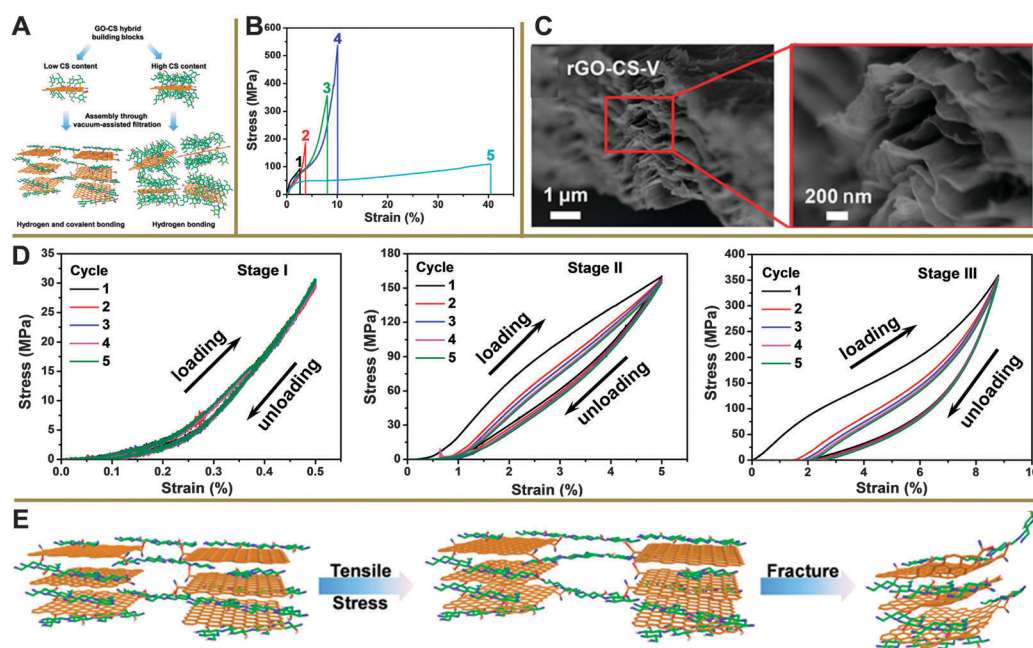 A
GO-CS hybrid
building blocks
Low CS content
High CS content
Assembly through
vacuum-assisted filtration
Hydrogen and covalent bonding
Hydrogen bonding
B
600
500
400
300
200
100
0
0 10 20 30 40
Stress (MPa)
Strain (%)
1
2
3
4
5
C
rGO-CS-V
1 µm
200 nm
D
Cycle
1
2
3
4
5
Stage I
loading
unloading
35
30
25
20
15
10
5
0
0.0 0.1 0.2 0.3 0.4 0.5
Stress (MPa)
Strain (%)
Cycle
1
2
3
4
5
Stage II
loading
unloading
180
150
120
90
60
30
0
0 1 2 3 4 5
Stress (MPa)
Strain (%)
Cycle
1
2
3
4
5
Stage III
loading
unloading
400
350
300
250
200
150
100
50
0
0 2 4 6 8 10
Stress (MPa)
Strain (%)
E
Tensile
Stress
Fracture